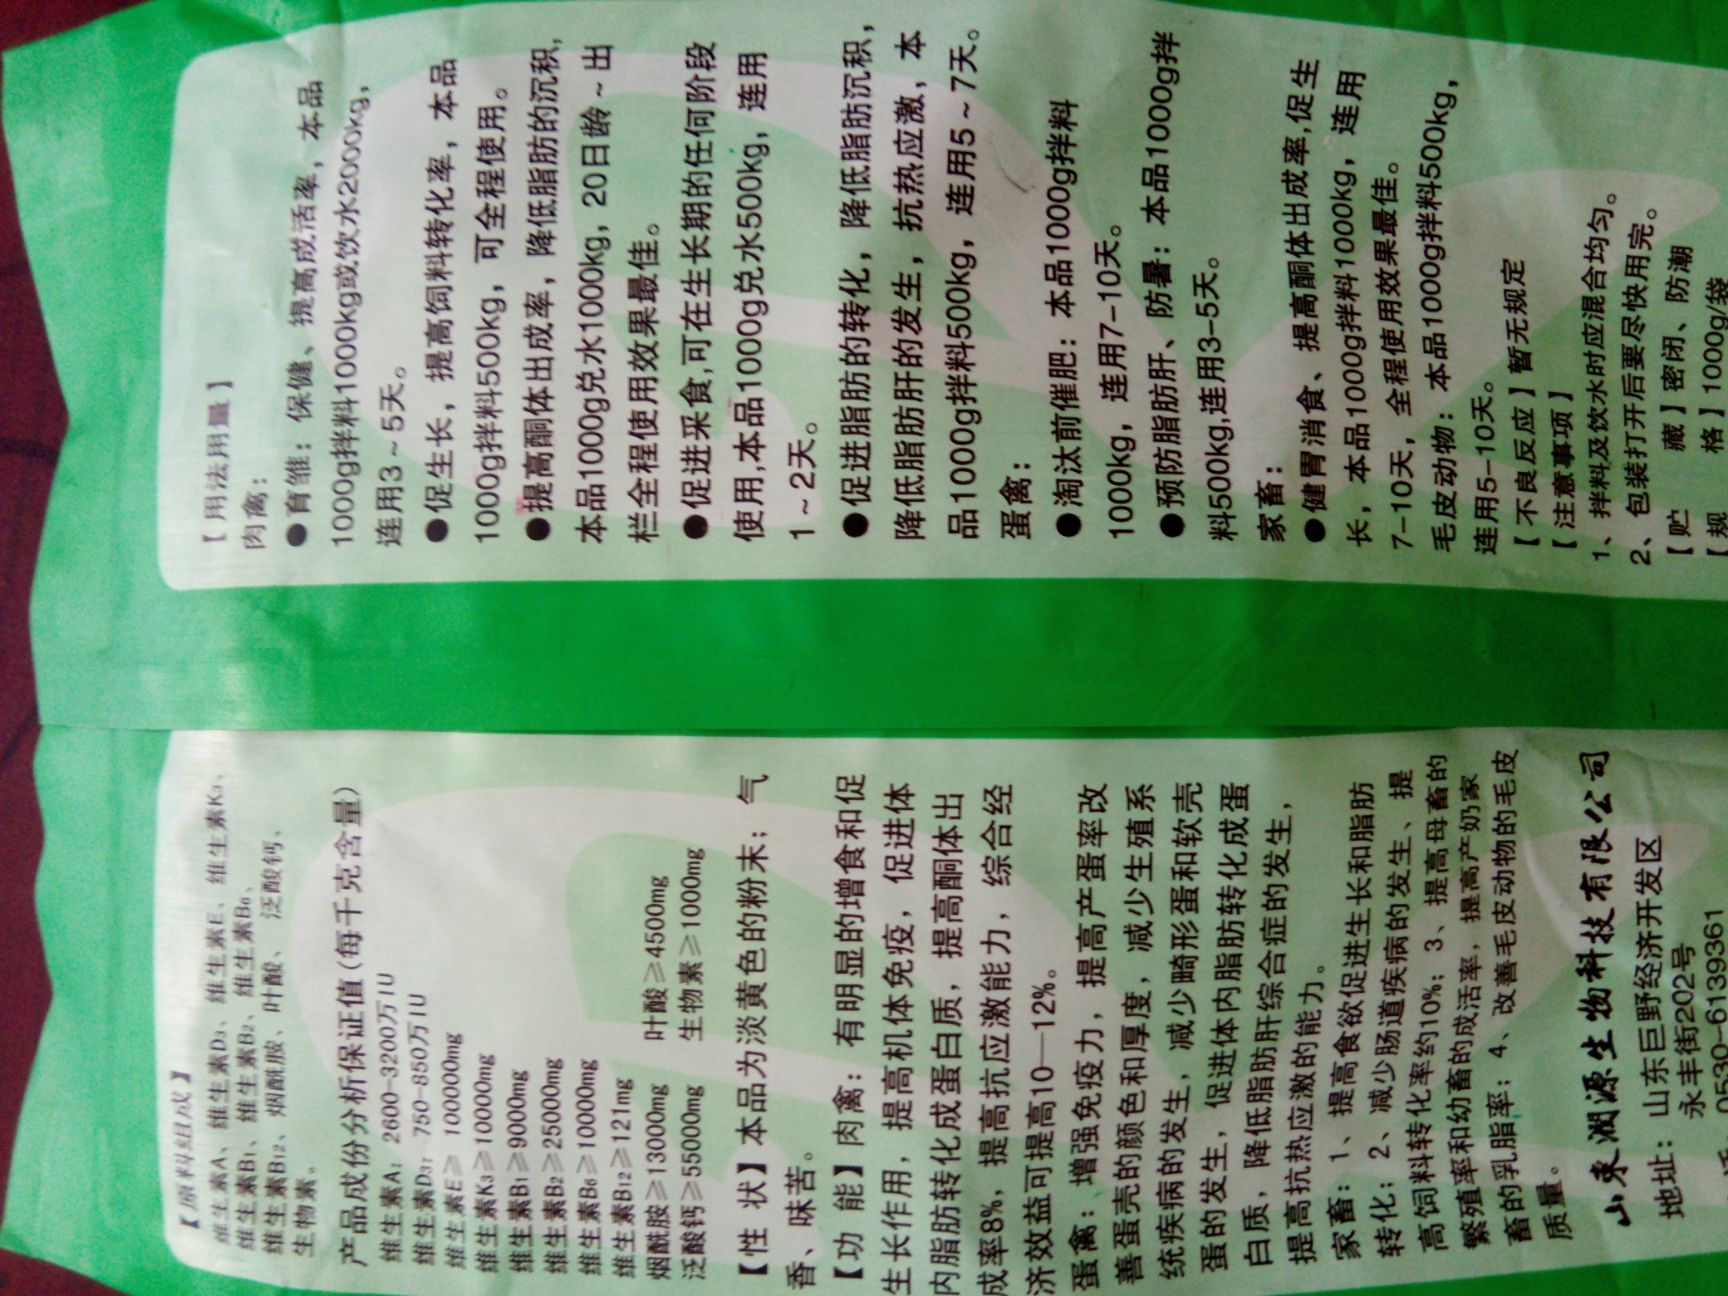 【原料组成】
维生素A、维生素D₃、维生素E、维生素K₃、
维生素B₁、维生素B₂、维生素B₆、
维生素B₁₂、烟酰胺、叶酸、泛酸钙、
生物素。
产品成份分析保证值(每千克含量)
维生素A：2600-3200万IU
维生素D₃：750-850万IU
维生素E≥100000mg
维生素K₃≥10000mg
维生素B₁≥9000mg
维生素B₂≥25000mg
维生素B₆≥10000mg
维生素B₁₂≥121mg
烟酰胺≥13000mg 叶酸≥4500mg
泛酸钙≥55000mg 生物素≥1000mg
【性 状】本品为淡黄色的粉末；气
香、味苦。
【功 能】肉禽：有明显的增食和促
生长作用，提高机体免疫，促进体
内脂肪转化成蛋白质，提高酮体出
成率8%，提高抗应激能力，综合经
济效益可提高10—12%。
蛋禽：增强免疫力，提高产蛋率改
善蛋壳的颜色和厚度，减少生殖系
统疾病的发生，减少畸形蛋和软壳
蛋的发生，促进体内脂肪转化成蛋
白质，降低脂肪肝综合症的发生，
提高抗热应激的能力。
家畜：1、提高食欲促进生长和脂肪
转化；2、减少肠道疾病的发生、提
高饲料转化率约10%；3、提高母畜的
繁殖率和幼畜的成活率，提高产奶家
畜的乳脂率；4、改善毛皮动物的毛皮
质量。
山东润源生物科技有限公司
地址：山东巨野经济开发区
永丰街202号
0530-6139361
【用法用量】
肉禽：
●育雏：保健、提高成活率，本品
1000g拌料1000kg或饮水2000kg，
连用3~5天。
●促生长，提高饲料转化率，本品
1000g拌料500kg，可全程使用。
●提高酮体出成率，降低脂肪的沉积，
本品1000g兑水1000kg，20日龄~出
栏全程使用效果最佳。
●促进采食,可在生长期的任何阶段
使用,本品1000g兑水500kg，连用
1~2天。
●促进脂肪的转化，降低脂肪沉积，
降低脂肪肝的发生，抗热应激，本
品1000g拌料500kg，连用5~7天。
蛋禽：
●淘汰前催肥：本品1000g拌料
1000kg，连用7-10天。
●预防脂肪肝、防暑：本品1000g拌
料500kg,连用3-5天。
家畜：
●健胃消食、提高酮体出成率,促生
长，本品1000g拌料1000kg，连用
7-10天，全程使用效果最佳。
毛皮动物：本品1000g拌料500kg，
连用5-10天。
【不良反应】暂无规定
【注意事项】
1、拌料及饮水时应混合均匀。
2、包装打开后要尽快用完。
【贮 藏】密闭、防潮
【规 格】1000g/袋